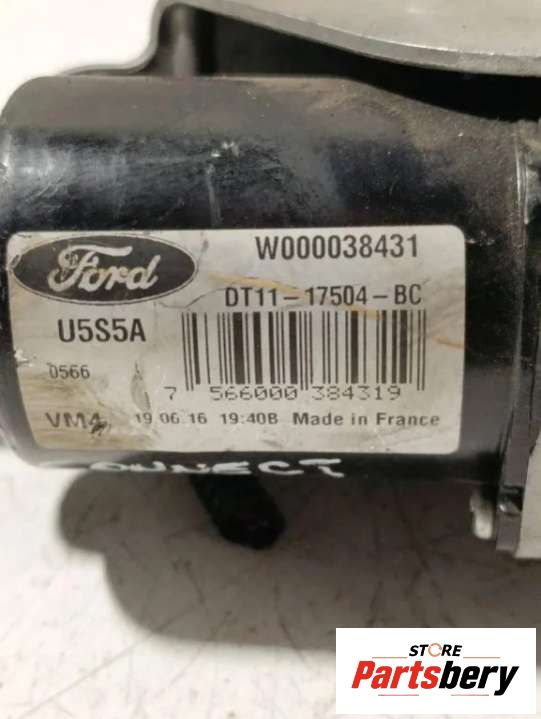 Ford
W000038431
DT11-17504-BC
U5S5A
0566
7 566000 384319
VM4 19.06.16 19:40B Made in France
CONNECT
STORE
Partsbery